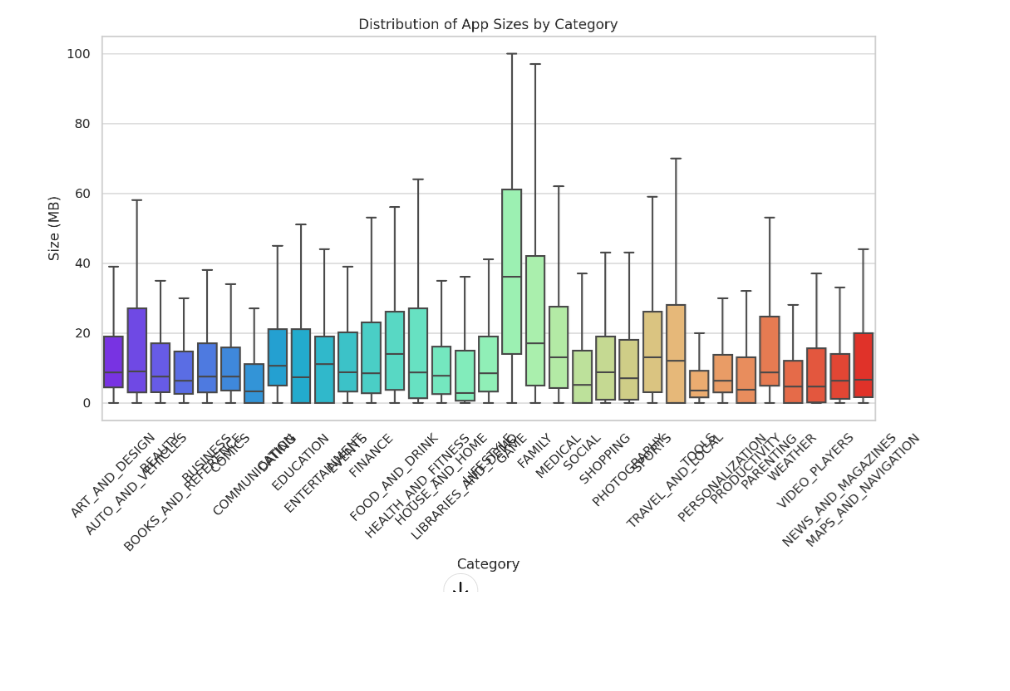 Distribution of App Sizes by Category
Size (MB)
100
80
60
40
20
0
ART_AND_DESIGN
AUTO_AND_VEHICLES
BEAUTY
BOOKS_AND_REFERENCE
BUSINESS
COMICS
COMMUNICATION
DATING
EDUCATION
ENTERTAINMENT
EVENTS
FINANCE
FOOD_AND_DRINK
HEALTH_AND_FITNESS
HOUSE_AND_HOME
LIBRARIES_AND_DEMO
LIFESTYLE
GAME
FAMILY
MEDICAL
SOCIAL
SHOPPING
PHOTOGRAPHY
SPORTS
TRAVEL_AND_LOCAL
TOOLS
PERSONALIZATION
PRODUCTIVITY
PARENTING
WEATHER
VIDEO_PLAYERS
NEWS_AND_MAGAZINES
MAPS_AND_NAVIGATION
Category